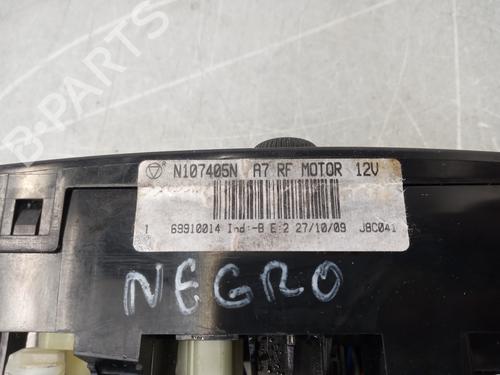 N107405N A7 RF MOTOR 12V
1 69910014 Ind:-B E:2 27/10/09 J8C041
NEGRO
B-PARTS